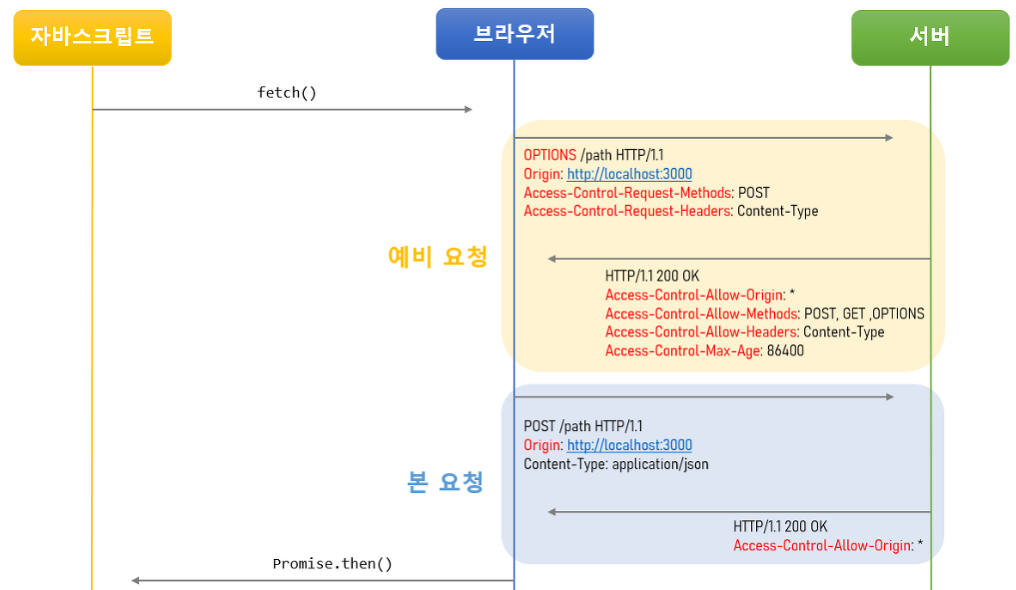 자바스크립트
브라우저
서버
fetch()
OPTIONS /path HTTP/1.1
Origin: http://localhost:3000
Access-Control-Request-Methods: POST
Access-Control-Request-Headers: Content-Type
예비 요청
HTTP/1.1 200 OK
Access-Control-Allow-Origin: *
Access-Control-Allow-Methods: POST, GET ,OPTIONS
Access-Control-Allow-Headers: Content-Type
Access-Control-Max-Age: 86400
POST /path HTTP/1.1
Origin: http://localhost:3000
Content-Type: application/json
본 요청
HTTP/1.1 200 OK
Access-Control-Allow-Origin: *
Promise.then()